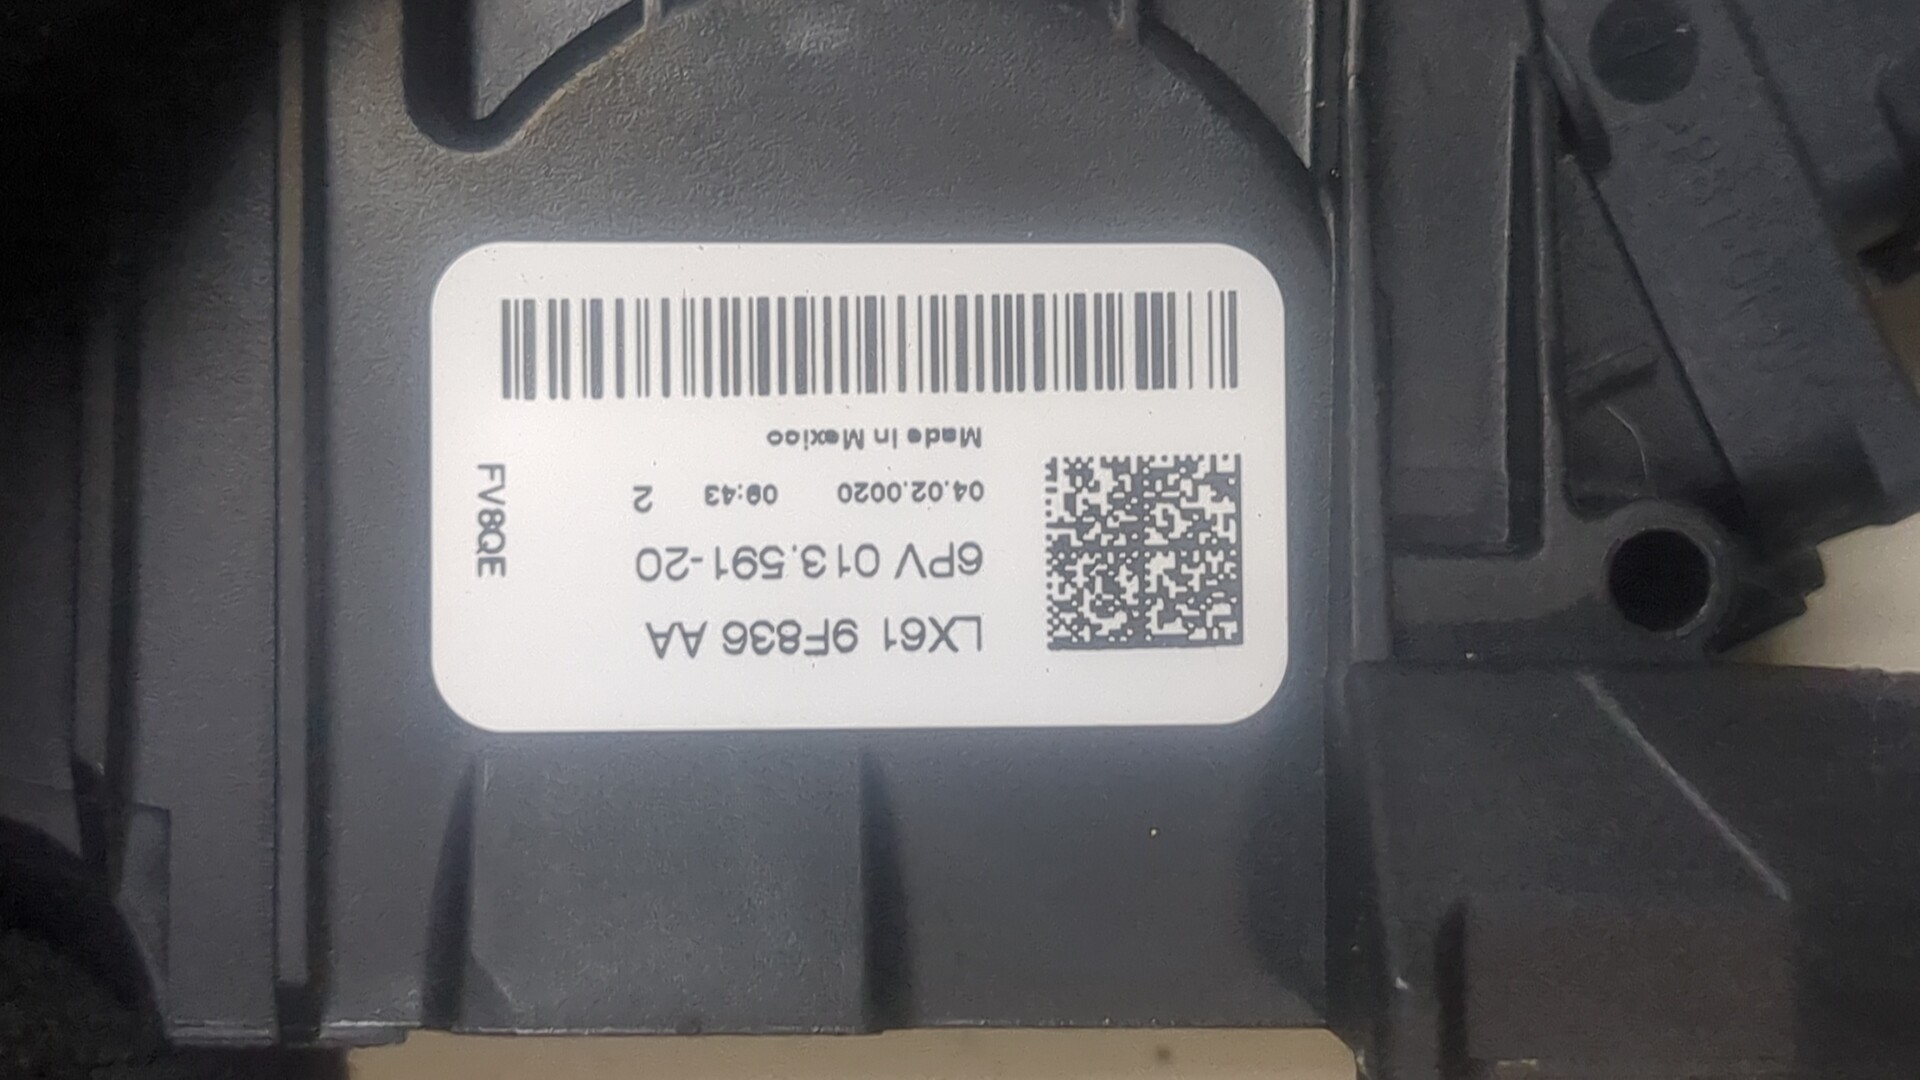 LX61 9F836 AA
6PV 013.591-20
04.02.0020 09:43 2
Made in Mexico
FV8QE